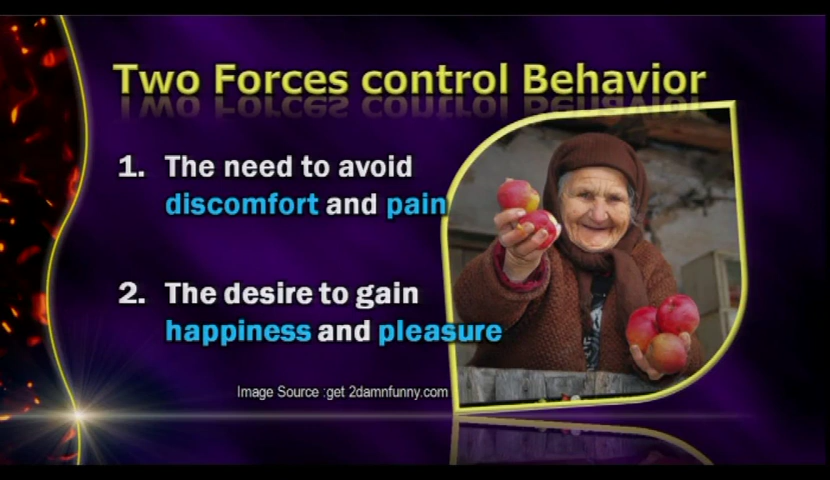 Two Forces control Behavior
1. The need to avoid
discomfort and pain
2. The desire to gain
happiness and pleasure
Image Source :get 2damnfunny.com